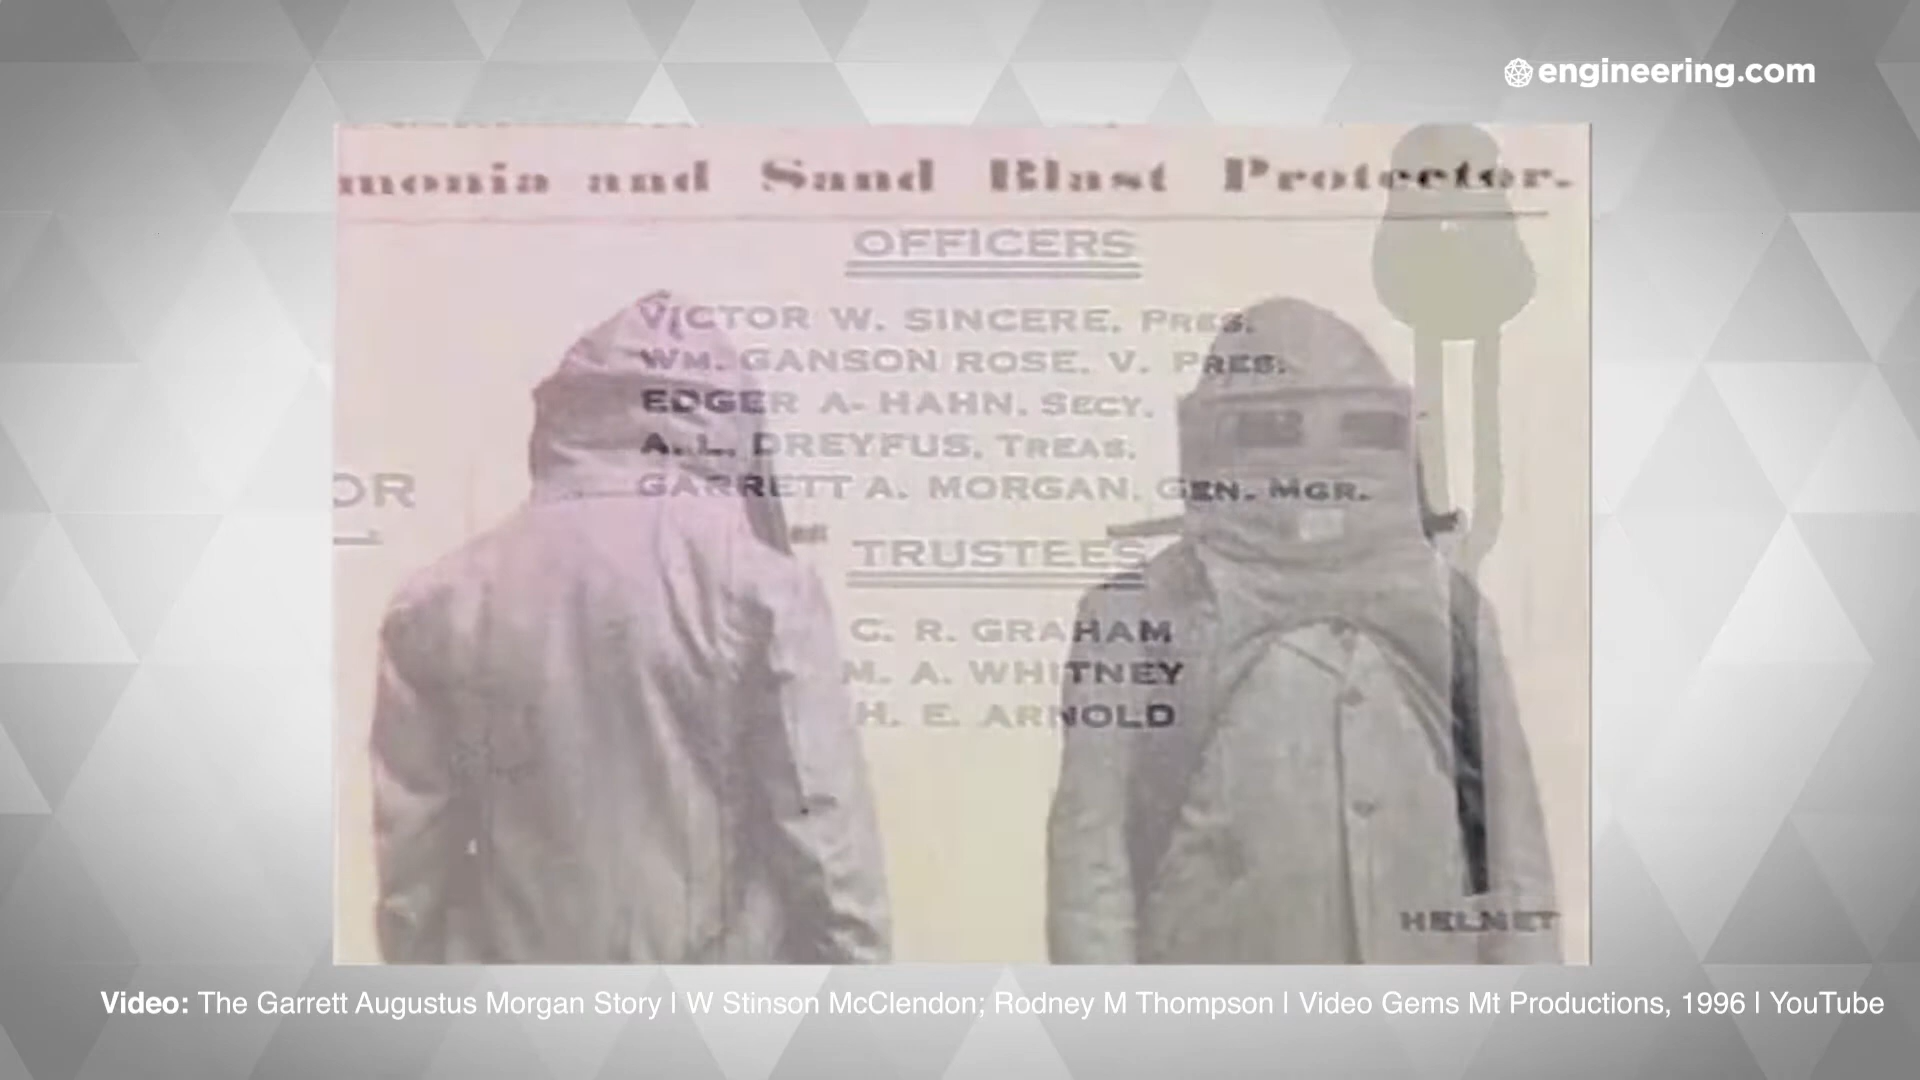 engineering.com
monia and Sand Blast Protector.
OFFICERS
VICTOR W. SINCERE, PRES.
WM. GANSON ROSE, V. PRES.
EDGER A. HAHN, SECY.
A. L. DREYFUS, TREAS.
GARRETT A. MORGAN, GEN. MGR.
OR
TRUSTEES
C. R. GRAHAM
M. A. WHITNEY
H. E. ARNOLD
HELMET
Video: The Garrett Augustus Morgan Story | W Stinson McClendon; Rodney M Thompson | Video Gems Mt Productions, 1996 | YouTube